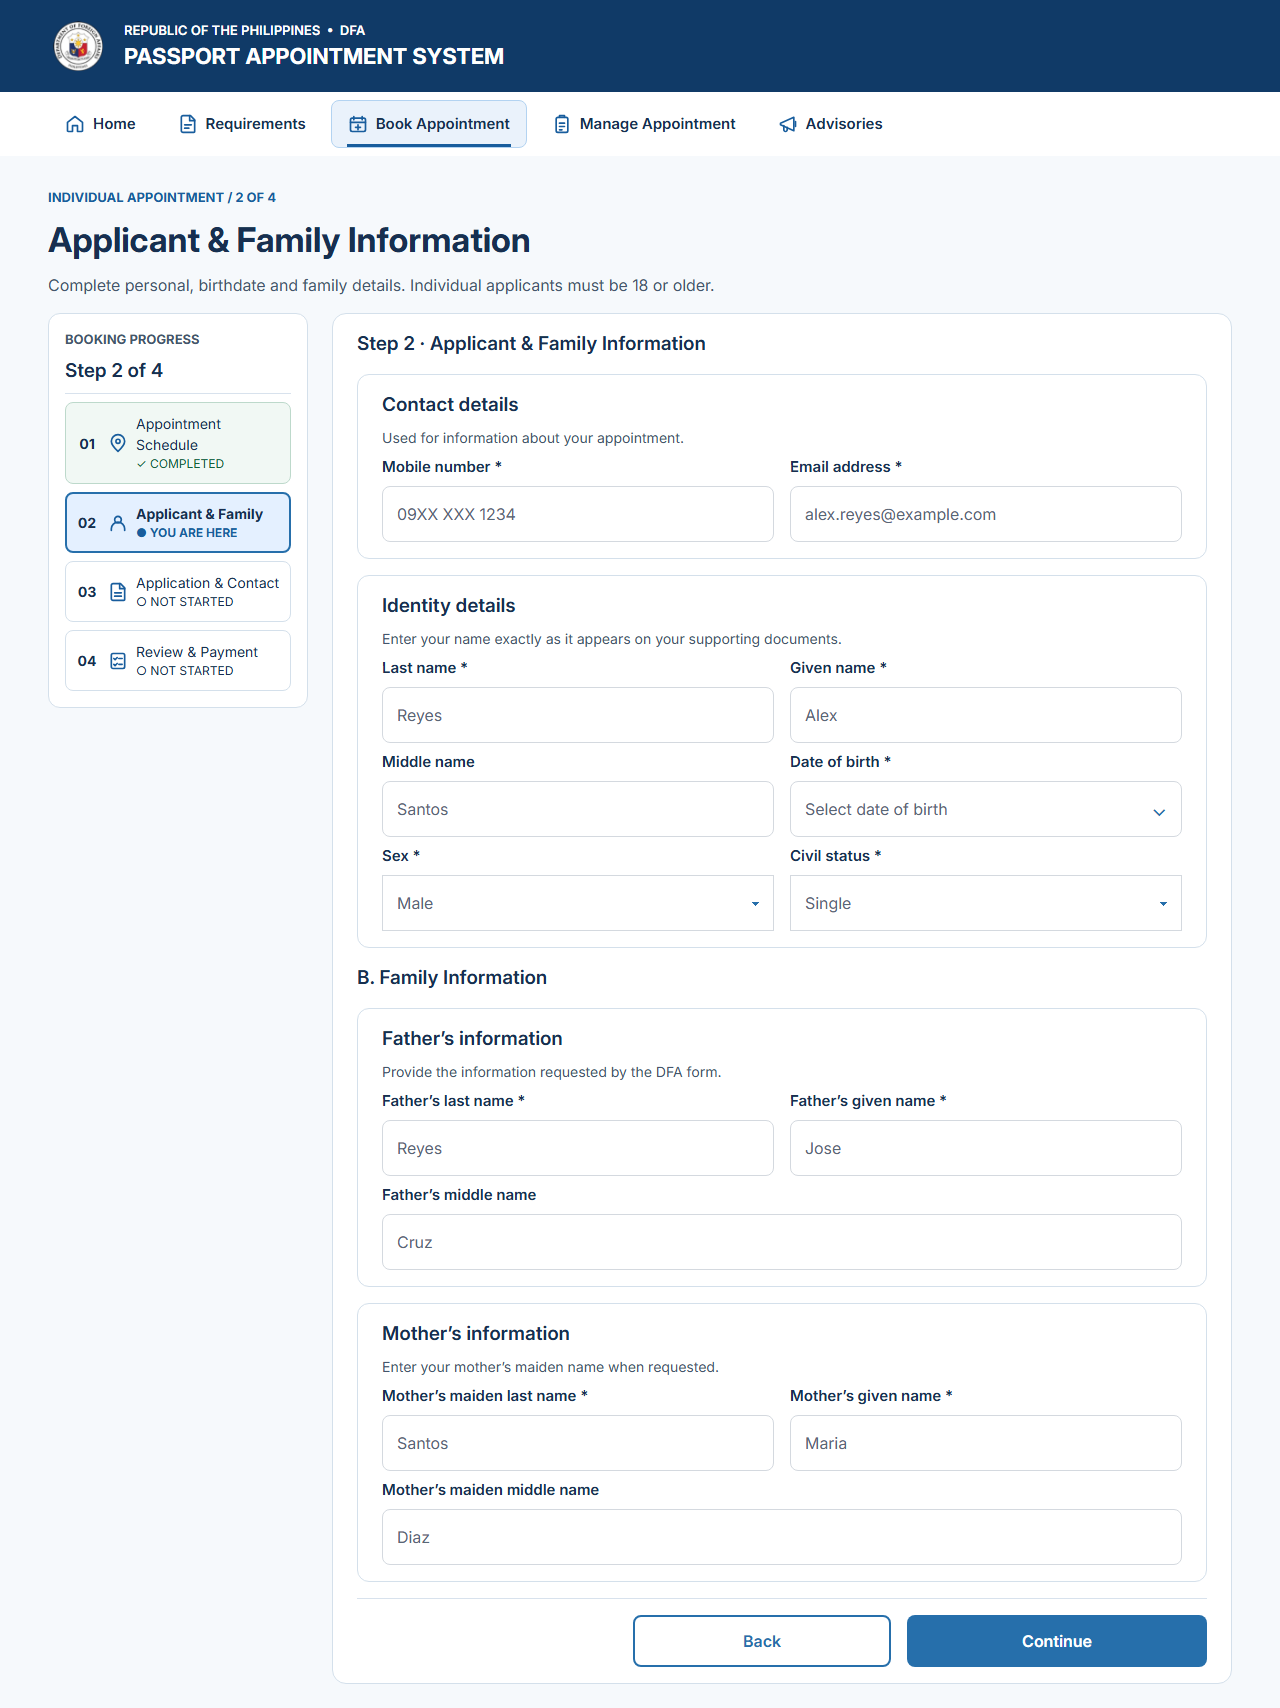 REPUBLIC OF THE PHILIPPINES • DFA
PASSPORT APPOINTMENT SYSTEM
Home
Requirements
Book Appointment
Manage Appointment
Advisories
INDIVIDUAL APPOINTMENT / 2 OF 4
Applicant & Family Information
Complete personal, birthdate and family details. Individual applicants must be 18 or older.
BOOKING PROGRESS
Step 2 of 4
01
Appointment
Schedule
✓ COMPLETED
02
Applicant & Family
● YOU ARE HERE
03
Application & Contact
○ NOT STARTED
04
Review & Payment
○ NOT STARTED
Step 2 · Applicant & Family Information
Contact details
Used for information about your appointment.
Mobile number *
Email address *
09XX XXX 1234
alex.reyes@example.com
Identity details
Enter your name exactly as it appears on your supporting documents.
Last name *
Given name *
Reyes
Alex
Middle name
Date of birth *
Santos
Select date of birth
Sex *
Civil status *
Male
Single
B. Family Information
Father’s information
Provide the information requested by the DFA form.
Father’s last name *
Father’s given name *
Reyes
Jose
Father’s middle name
Cruz
Mother’s information
Enter your mother’s maiden name when requested.
Mother’s maiden last name *
Mother’s given name *
Santos
Maria
Mother’s maiden middle name
Diaz
Back
Continue